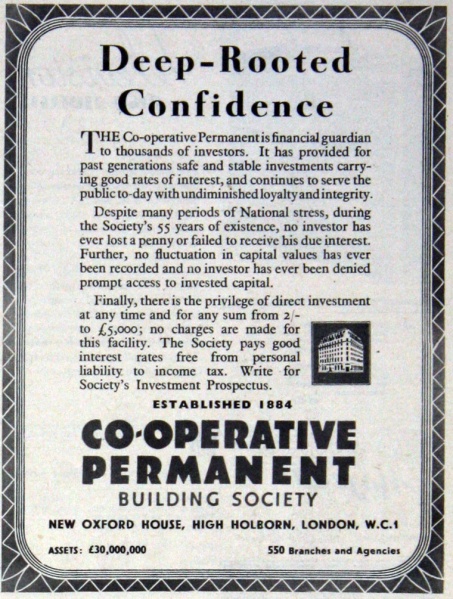 Deep-Rooted
Confidence
THE Co-operative Permanent is financial guardian
to thousands of investors. It has provided for
past generations safe and stable investments carry-
ing good rates of interest, and continues to serve the
public to-day with undiminished loyalty and integrity.
Despite many periods of National stress, during
the Society's 55 years of existence, no investor has
ever lost a penny or failed to receive his due interest.
Further, no fluctuation in capital values has ever
been recorded and no investor has ever been denied
prompt access to invested capital.
Finally, there is the privilege of direct investment
at any time and for any sum from 2/-
to £5,000; no charges are made for
this facility. The Society pays good
interest rates free from personal
liability to income tax. Write for
Society's Investment Prospectus.
ESTABLISHED 1884
CO-OPERATIVE
PERMANENT
BUILDING SOCIETY
NEW OXFORD HOUSE, HIGH HOLBORN, LONDON, W.C.1
ASSETS: £30,000,000 550 Branches and Agencies